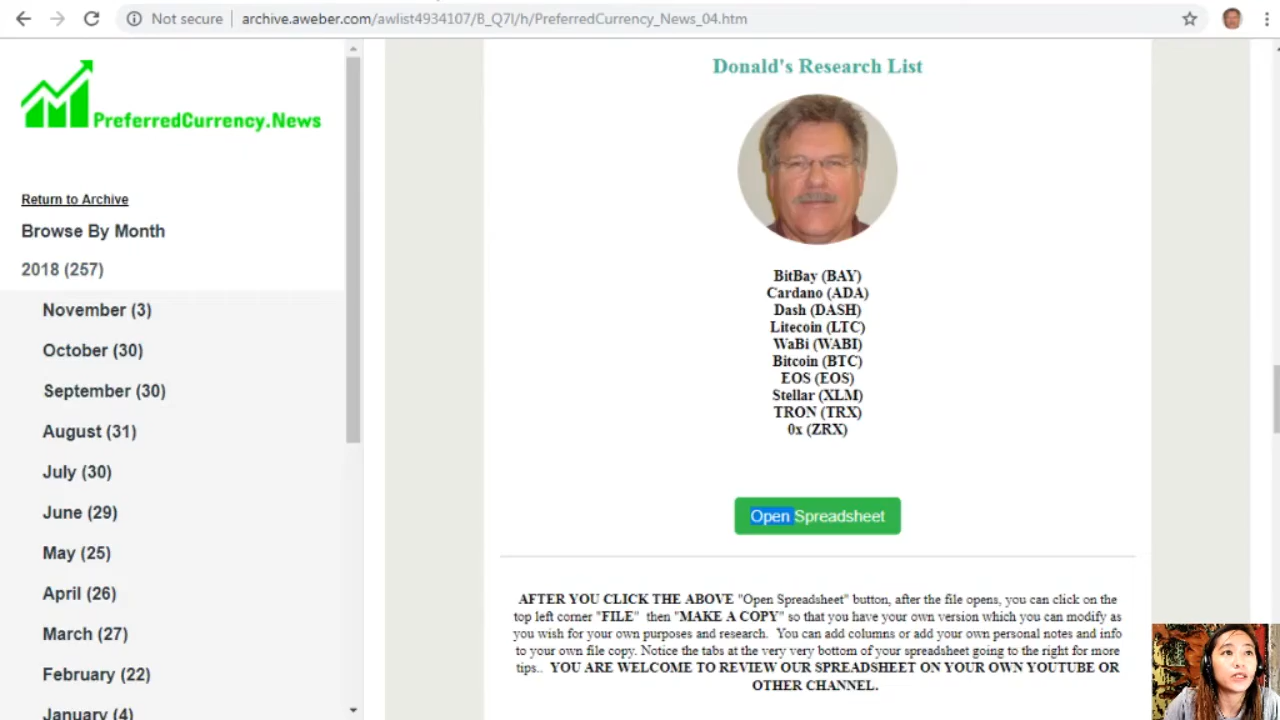 Not secure
archive.aweber.com/awlist4934107/B_Q7I/h/PreferredCurrency_News_04.htm
PreferredCurrency.News
Return to Archive
Browse By Month
2018 (257)
November (3)
October (30)
September (30)
August (31)
July (30)
June (29)
May (25)
April (26)
March (27)
February (22)
January (4)
Donald's Research List
BitBay (BAY)
Cardano (ADA)
Dash (DASH)
Litecoin (LTC)
WaBi (WABI)
Bitcoin (BTC)
EOS (EOS)
Stellar (XLM)
TRON (TRX)
0x (ZRX)
Open Spreadsheet
AFTER YOU CLICK THE ABOVE "Open Spreadsheet" button, after the file opens, you can click on the
top left corner "FILE" then "MAKE A COPY" so that you have your own version which you can modify as
you wish for your own purposes and research. You can add columns or add your own personal notes and info
to your own file copy. Notice the tabs at the very very bottom of your spreadsheet going to the right for more
tips.. YOU ARE WELCOME TO REVIEW OUR SPREADSHEET ON YOUR OWN YOUTUBE OR
OTHER CHANNEL.